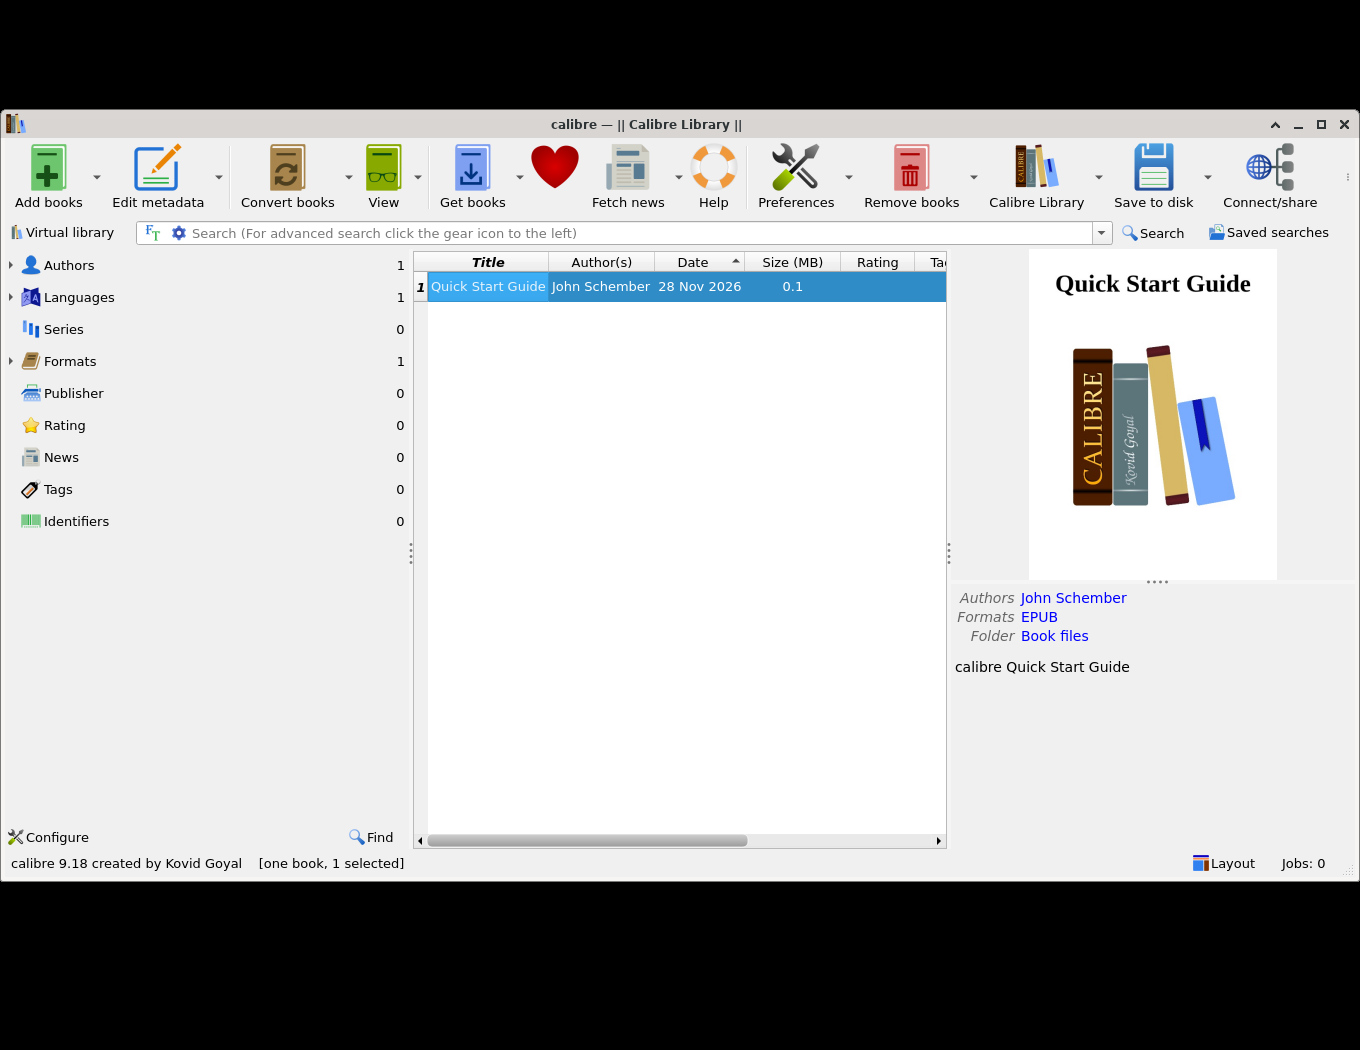 calibre — || Calibre Library ||
Add books Edit metadata Convert books View Get books Fetch news Help Preferences Remove books Calibre Library Save to disk Connect/share
Virtual library Search (For advanced search click the gear icon to the left) Search Saved searches
Authors 1
Languages 1
Series 0
Formats 1
Publisher 0
Rating 0
News 0
Tags 0
Identifiers 0
Configure Find
Title Author(s) Date Size (MB) Rating Ta
1 Quick Start Guide John Schember 28 Nov 2026 0.1
Quick Start Guide
CALIBRE
Kovid Goyal
Authors John Schember
Formats EPUB
Folder Book files
calibre Quick Start Guide
calibre 9.18 created by Kovid Goyal [one book, 1 selected] Layout Jobs: 0